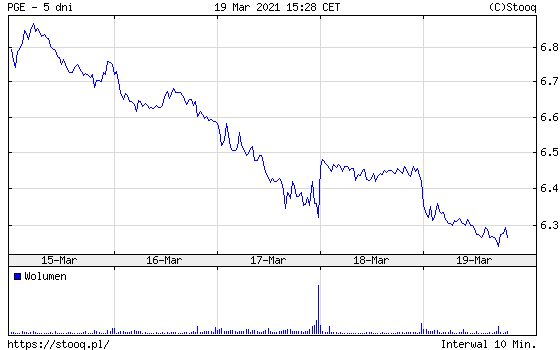 PGE - 5 dni
19 Mar 2021 15:28 CET
(C)Stooq
6.8
6.7
6.6
6.5
6.4
6.3
15-Mar
16-Mar
17-Mar
18-Mar
19-Mar
Wolumen
https://stooq.pl/
Interwal 10 Min.